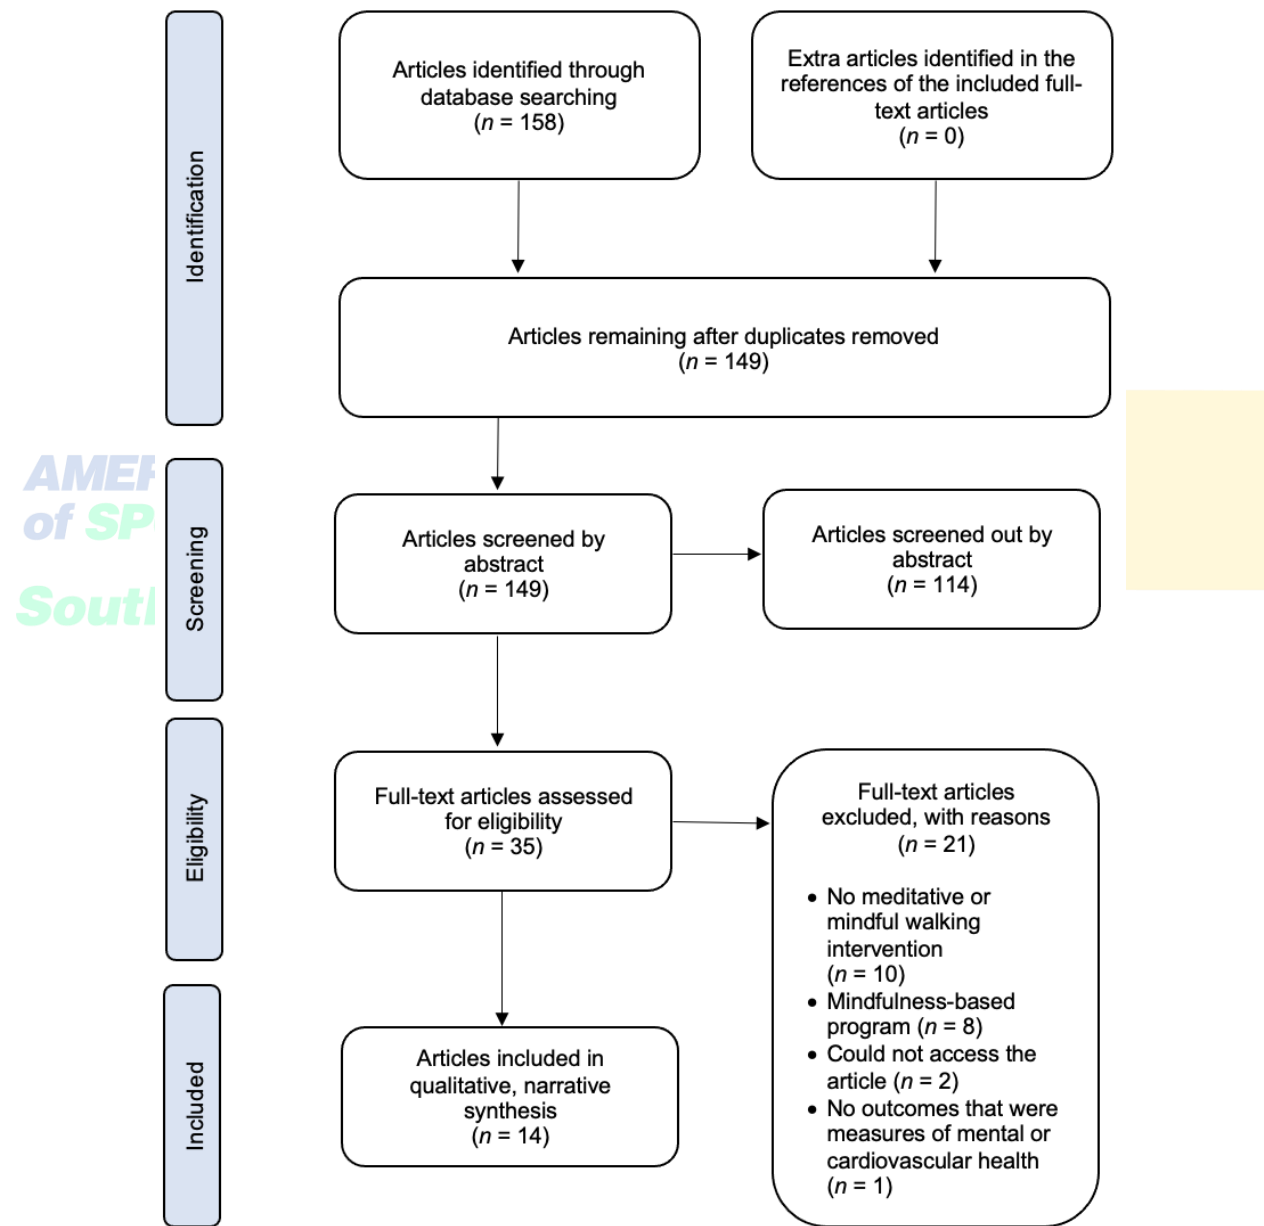 Identification
Articles identified through
database searching
(n = 158)
Extra articles identified in the
references of the included full-
text articles
(n = 0)
Articles remaining after duplicates removed
(n = 149)
Screening
Articles screened by
abstract
(n = 149)
Articles screened out by
abstract
(n = 114)
Eligibility
Full-text articles assessed
for eligibility
(n = 35)
Full-text articles
excluded, with reasons
(n = 21)
• No meditative or
mindful walking
intervention
(n = 10)
• Mindfulness-based
program (n = 8)
• Could not access the
article (n = 2)
• No outcomes that were
measures of mental or
cardiovascular health
(n = 1)
Included
Articles included in
qualitative, narrative
synthesis
(n = 14)
of